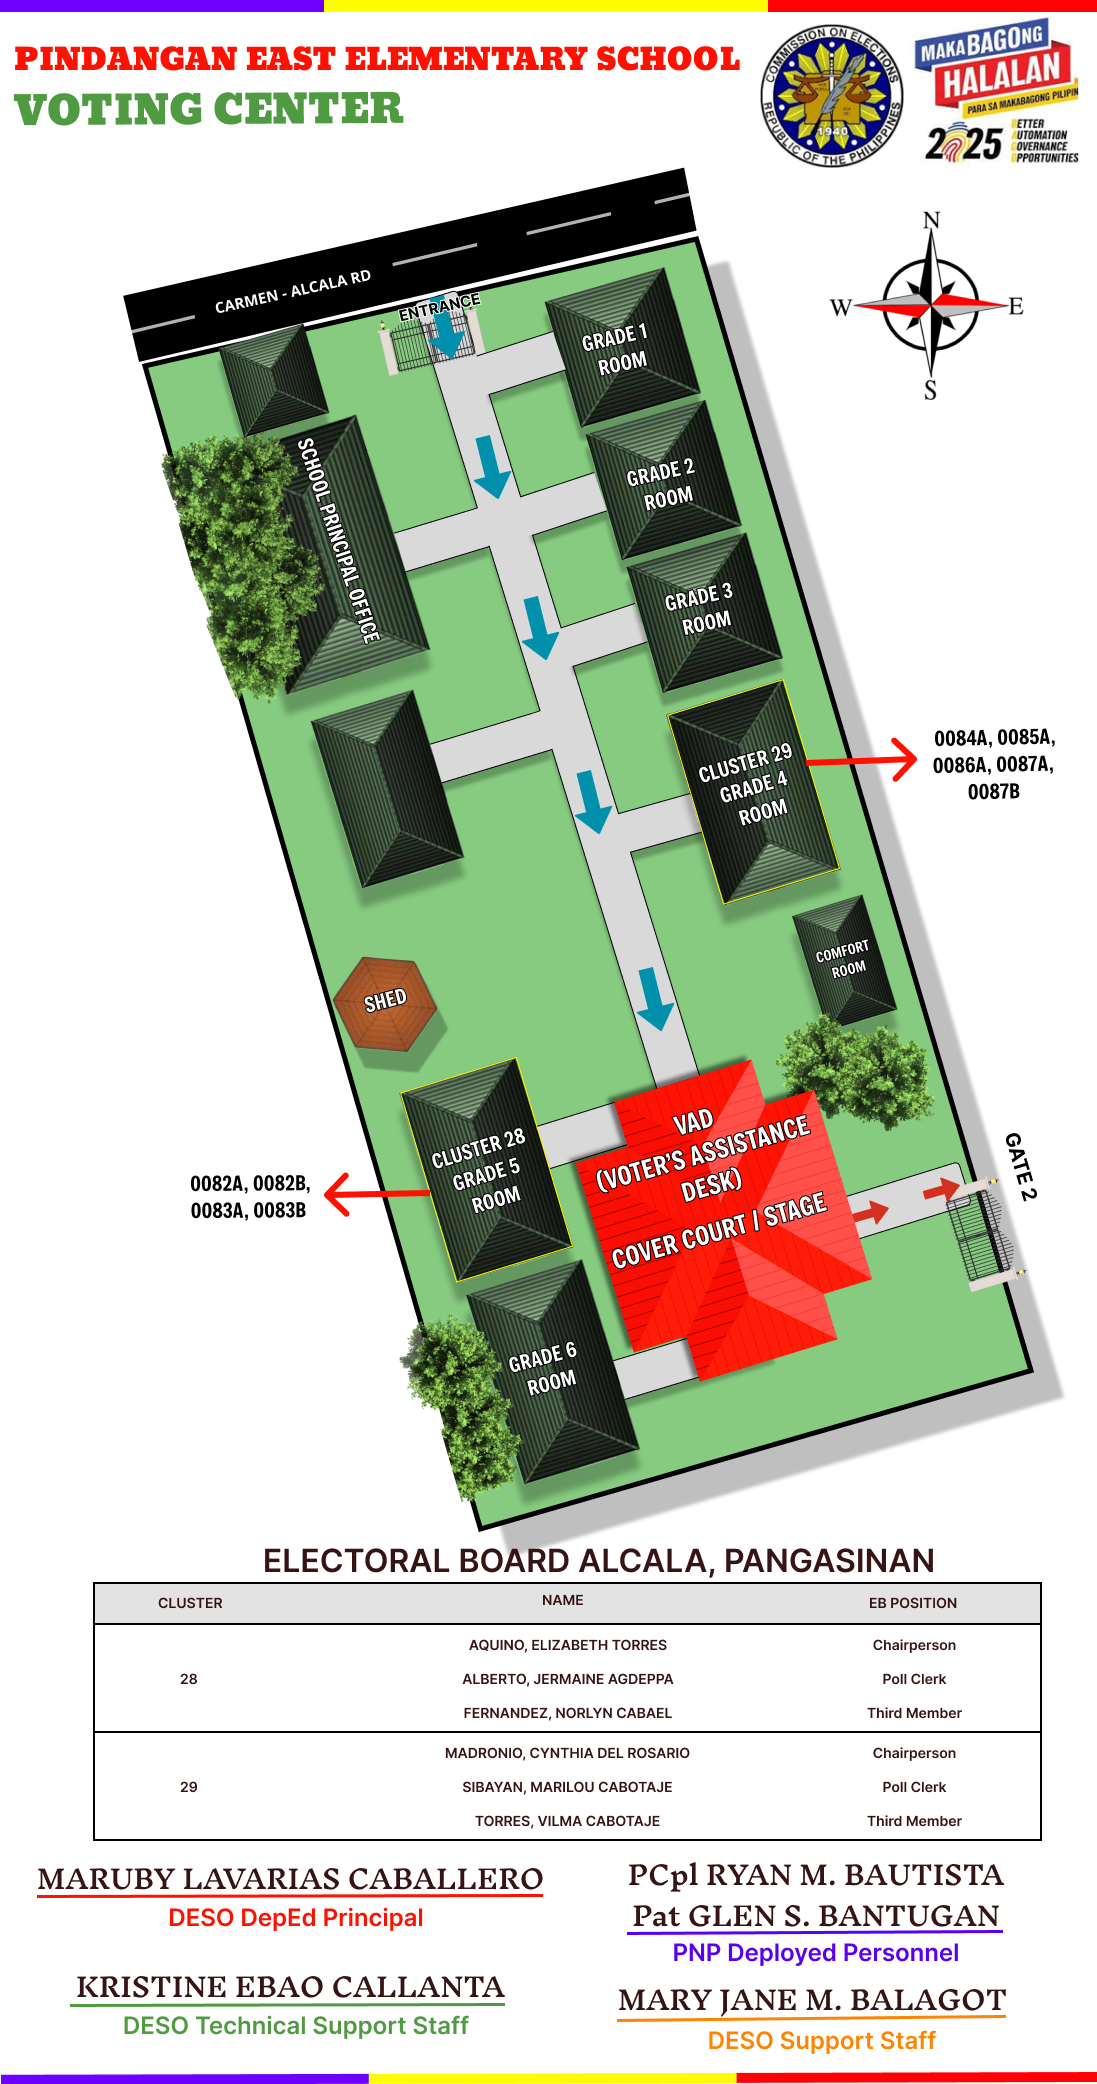 PINDANGAN EAST ELEMENTARY SCHOOL
VOTING CENTER
COMMISSION ON ELECTIONS
1940
REPUBLIC OF THE PHILIPPINES
MAKABAGONG
HALALAN
PARA SA MAKABAGONG PILIPIN
2025
BETTER
AUTOMATION
GOVERNANCE
OPPORTUNITIES
N
W
E
S
CARMEN - ALCALA RD
ENTRANCE
GRADE 1
ROOM
GRADE 2
ROOM
SCHOOL PRINCIPAL OFFICE
GRADE 3
ROOM
CLUSTER 29
GRADE 4
ROOM
0084A, 0085A,
0086A, 0087A,
0087B
COMFORT
ROOM
SHED
CLUSTER 28
GRADE 5
ROOM
0082A, 0082B,
0083A, 0083B
VAD
(VOTER'S ASSISTANCE
DESK)
COVER COURT / STAGE
GATE 2
GRADE 6
ROOM
ELECTORAL BOARD ALCALA, PANGASINAN
CLUSTER NAME EB POSITION
AQUINO, ELIZABETH TORRES Chairperson
28 ALBERTO, JERMAINE AGDEPPA Poll Clerk
FERNANDEZ, NORLYN CABAEL Third Member
MADRONIO, CYNTHIA DEL ROSARIO Chairperson
29 SIBAYAN, MARILOU CABOTAJE Poll Clerk
TORRES, VILMA CABOTAJE Third Member
MARUBY LAVARIAS CABALLERO
DESO DepEd Principal
PCpl RYAN M. BAUTISTA
Pat GLEN S. BANTUGAN
PNP Deployed Personnel
KRISTINE EBAO CALLANTA
DESO Technical Support Staff
MARY JANE M. BALAGOT
DESO Support Staff